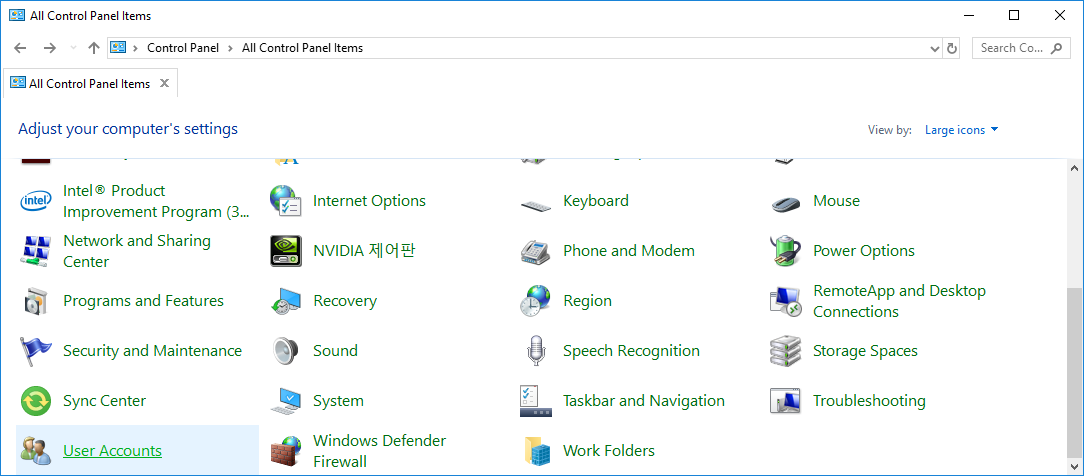 All Control Panel Items
Control Panel > All Control Panel Items
Search Co...
All Control Panel Items
Adjust your computer's settings
View by: Large icons
intel
Intel® Product
Improvement Program (3...
Internet Options
Keyboard
Mouse
Network and Sharing
Center
NVIDIA 제어판
Phone and Modem
Power Options
Programs and Features
Recovery
Region
RemoteApp and Desktop
Connections
Security and Maintenance
Sound
Speech Recognition
Storage Spaces
Sync Center
System
Taskbar and Navigation
Troubleshooting
User Accounts
Windows Defender
Firewall
Work Folders